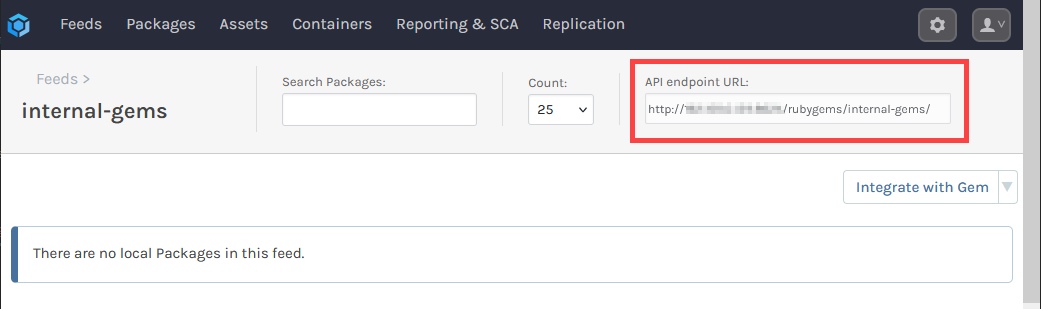 Feeds Packages Assets Containers Reporting & SCA Replication
Feeds >
internal-gems
Search Packages:
Count:
25
API endpoint URL:
http:// /rubygems/internal-gems/
Integrate with Gem
There are no local Packages in this feed.